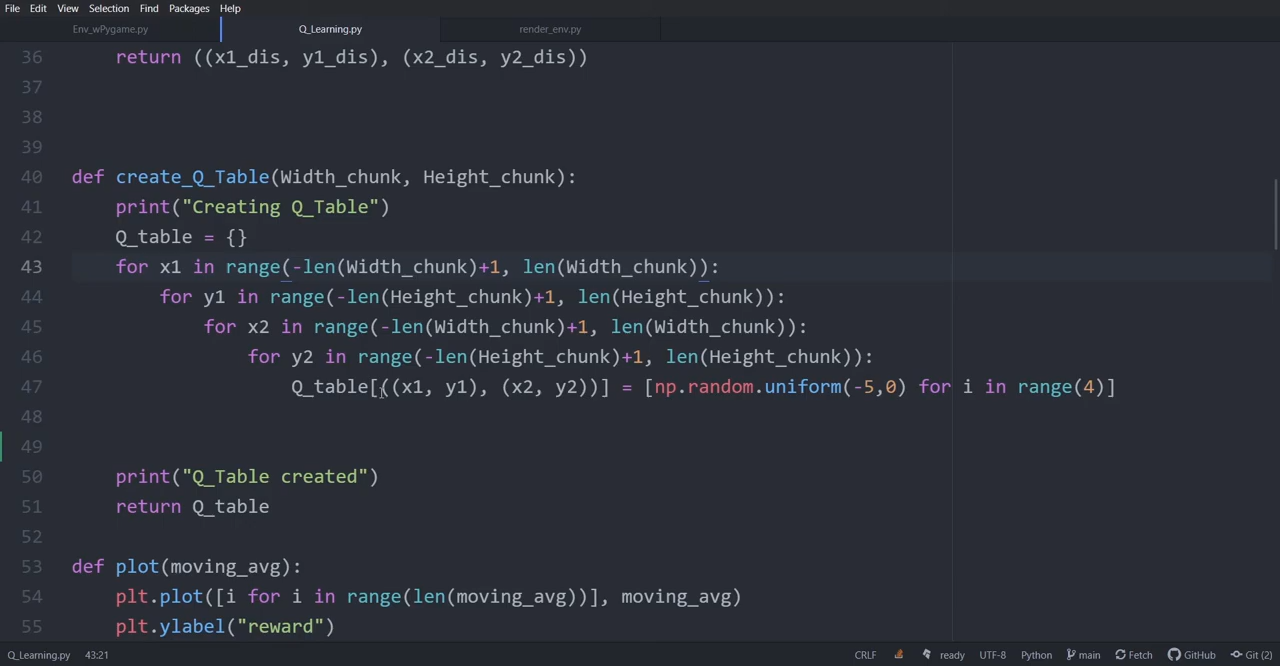 File Edit View Selection Find Packages Help
Env_wPygame.py Q_Learning.py render_env.py
36 return ((x1_dis, y1_dis), (x2_dis, y2_dis))
37
38
39
40 def create_Q_Table(Width_chunk, Height_chunk):
41 print("Creating Q_Table")
42 Q_table = {}
43 for x1 in range(-len(Width_chunk)+1, len(Width_chunk)):
44 for y1 in range(-len(Height_chunk)+1, len(Height_chunk)):
45 for x2 in range(-len(Width_chunk)+1, len(Width_chunk)):
46 for y2 in range(-len(Height_chunk)+1, len(Height_chunk)):
47 Q_table[((x1, y1), (x2, y2))] = [np.random.uniform(-5,0) for i in range(4)]
48
49
50 print("Q_Table created")
51 return Q_table
52
53 def plot(moving_avg):
54 plt.plot([i for i in range(len(moving_avg))], moving_avg)
55 plt.ylabel("reward")
Q_Learning.py 43:21 CRLF ready UTF-8 Python main Fetch GitHub Git (2)